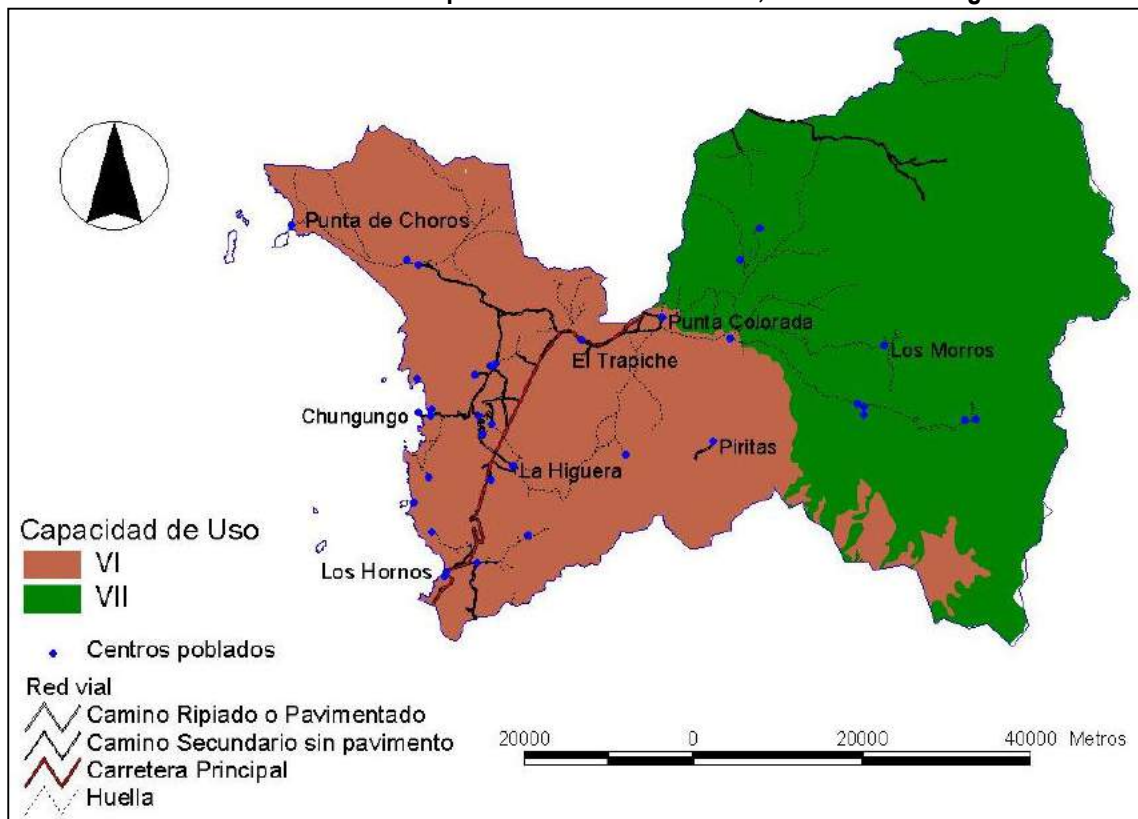 Punta de Choros
Punta Colorada
El Trapiche
Los Morros
Chungungo
Piritas
La Higuera
Los Hornos
Capacidad de Uso
VI
VII
Centros poblados
Red vial
Camino Ripiado o Pavimentado
Camino Secundario sin pavimento
Carretera Principal
Huella
20000 0 20000 40000 Metros